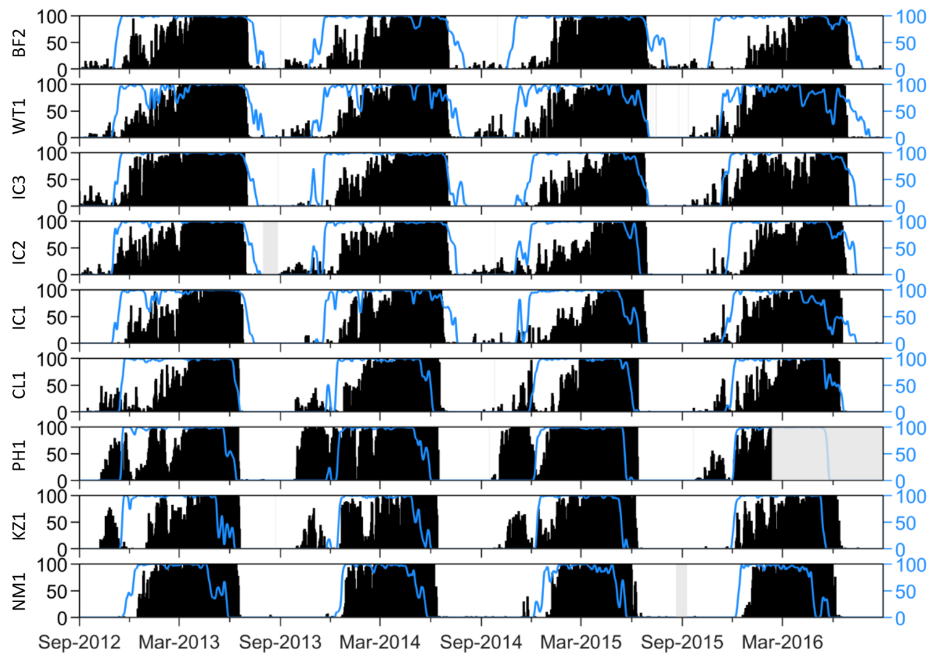 100 100
BF2 50 50
0 0
100 100
WT1 50 50
0 0
100 100
IC3 50 50
0 0
100 100
IC2 50 50
0 0
100 100
IC1 50 50
0 0
100 100
CL1 50 50
0 0
100 100
PH1 50 50
0 0
100 100
KZ1 50 50
0 0
100 100
NM1 50 50
0 0
Sep-2012 Mar-2013 Sep-2013 Mar-2014 Sep-2014 Mar-2015 Sep-2015 Mar-2016